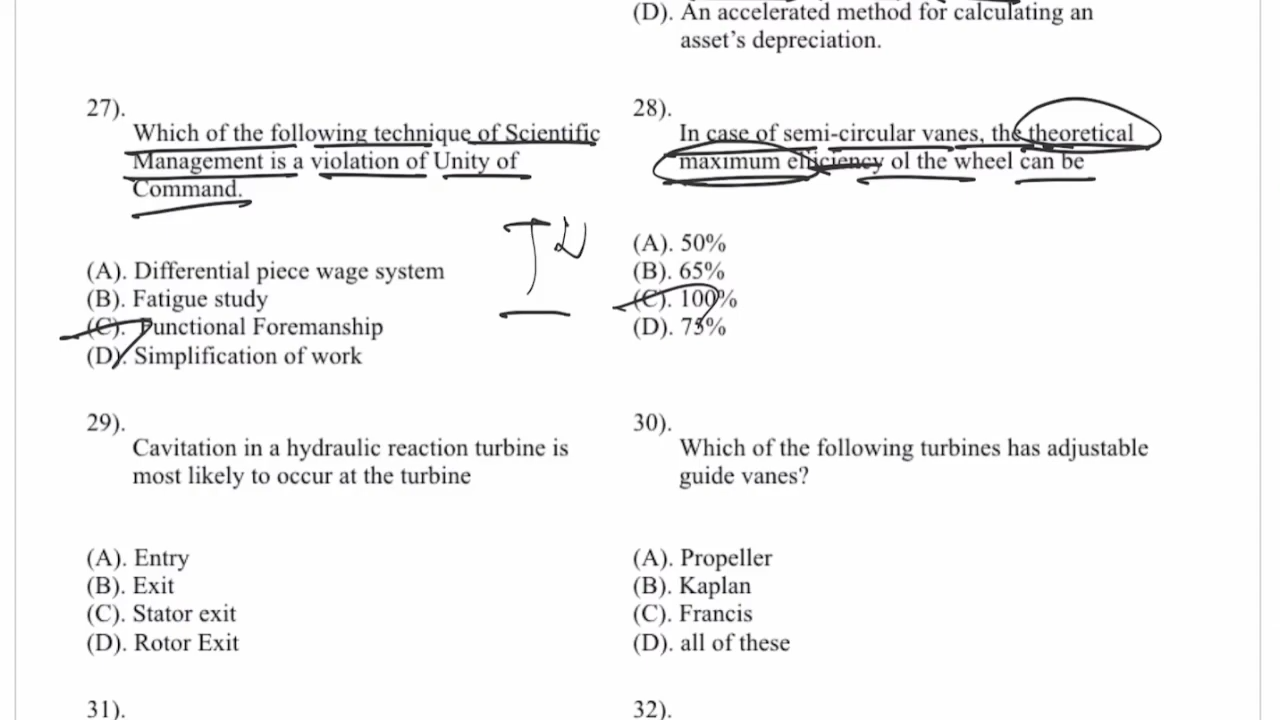 (D). An accelerated method for calculating an
asset's depreciation.
27).
Which of the following technique of Scientific
Management is a violation of Unity of
Command.
(A). Differential piece wage system
(B). Fatigue study
(C). Functional Foremanship
(D). Simplification of work
28).
In case of semi-circular vanes, the theoretical
maximum efficiency ol the wheel can be
(A). 50%
(B). 65%
(C). 100%
(D). 75%
29).
Cavitation in a hydraulic reaction turbine is
most likely to occur at the turbine
(A). Entry
(B). Exit
(C). Stator exit
(D). Rotor Exit
30).
Which of the following turbines has adjustable
guide vanes?
(A). Propeller
(B). Kaplan
(C). Francis
(D). all of these
31).
32).